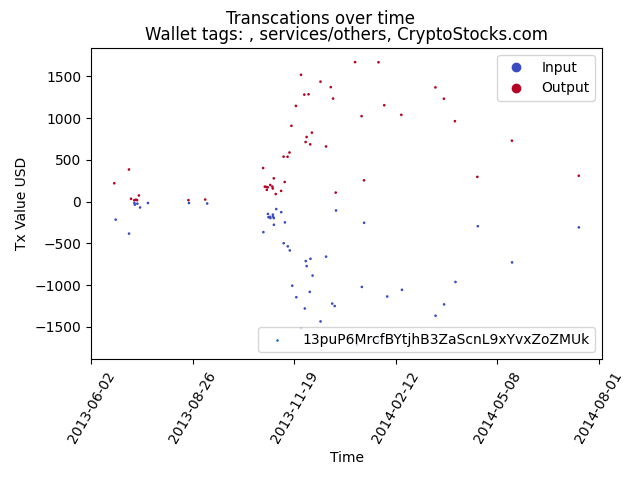 Transcations over time
Wallet tags: , services/others, CryptoStocks.com
Input
Output
1500
1000
500
0
−500
−1000
−1500
Tx Value USD
13puP6MrcfBYtjhB3ZaScnL9xYvxZoZMUk
2013-06-02
2013-08-26
2013-11-19
2014-02-12
2014-05-08
2014-08-01
Time